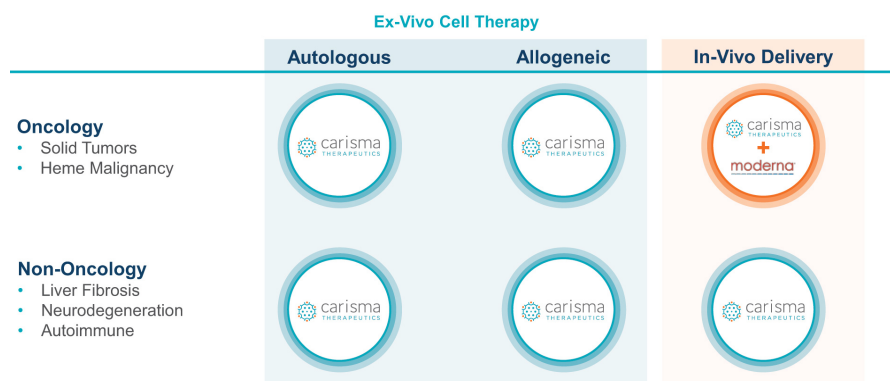 Ex-Vivo Cell Therapy
Autologous
Allogeneic
In-Vivo Delivery
Oncology
• Solid Tumors
• Heme Malignancy
carisma
THERAPEUTICS
carisma
THERAPEUTICS
carisma
THERAPEUTICS
+
moderna
Non-Oncology
• Liver Fibrosis
• Neurodegeneration
• Autoimmune
carisma
THERAPEUTICS
carisma
THERAPEUTICS
carisma
THERAPEUTICS